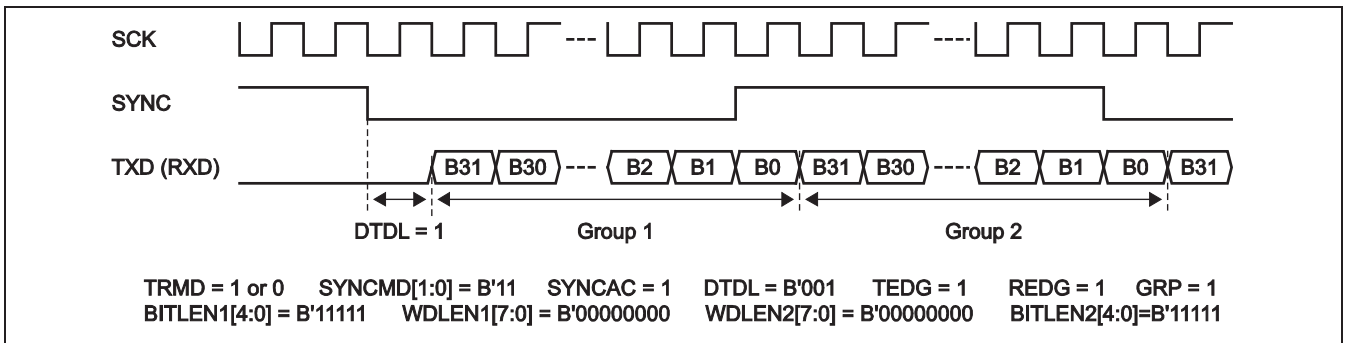 SCK
SYNC
TXD (RXD) B31 B30 B2 B1 B0 B31 B30 B2 B1 B0 B31
DTDL = 1 Group 1 Group 2
TRMD = 1 or 0 SYNCMD[1:0] = B'11 SYNCAC = 1 DTDL = B'001 TEDG = 1 REDG = 1 GRP = 1
BITLEN1[4:0] = B'11111 WDLEN1[7:0] = B'00000000 WDLEN2[7:0] = B'00000000 BITLEN2[4:0]=B'11111